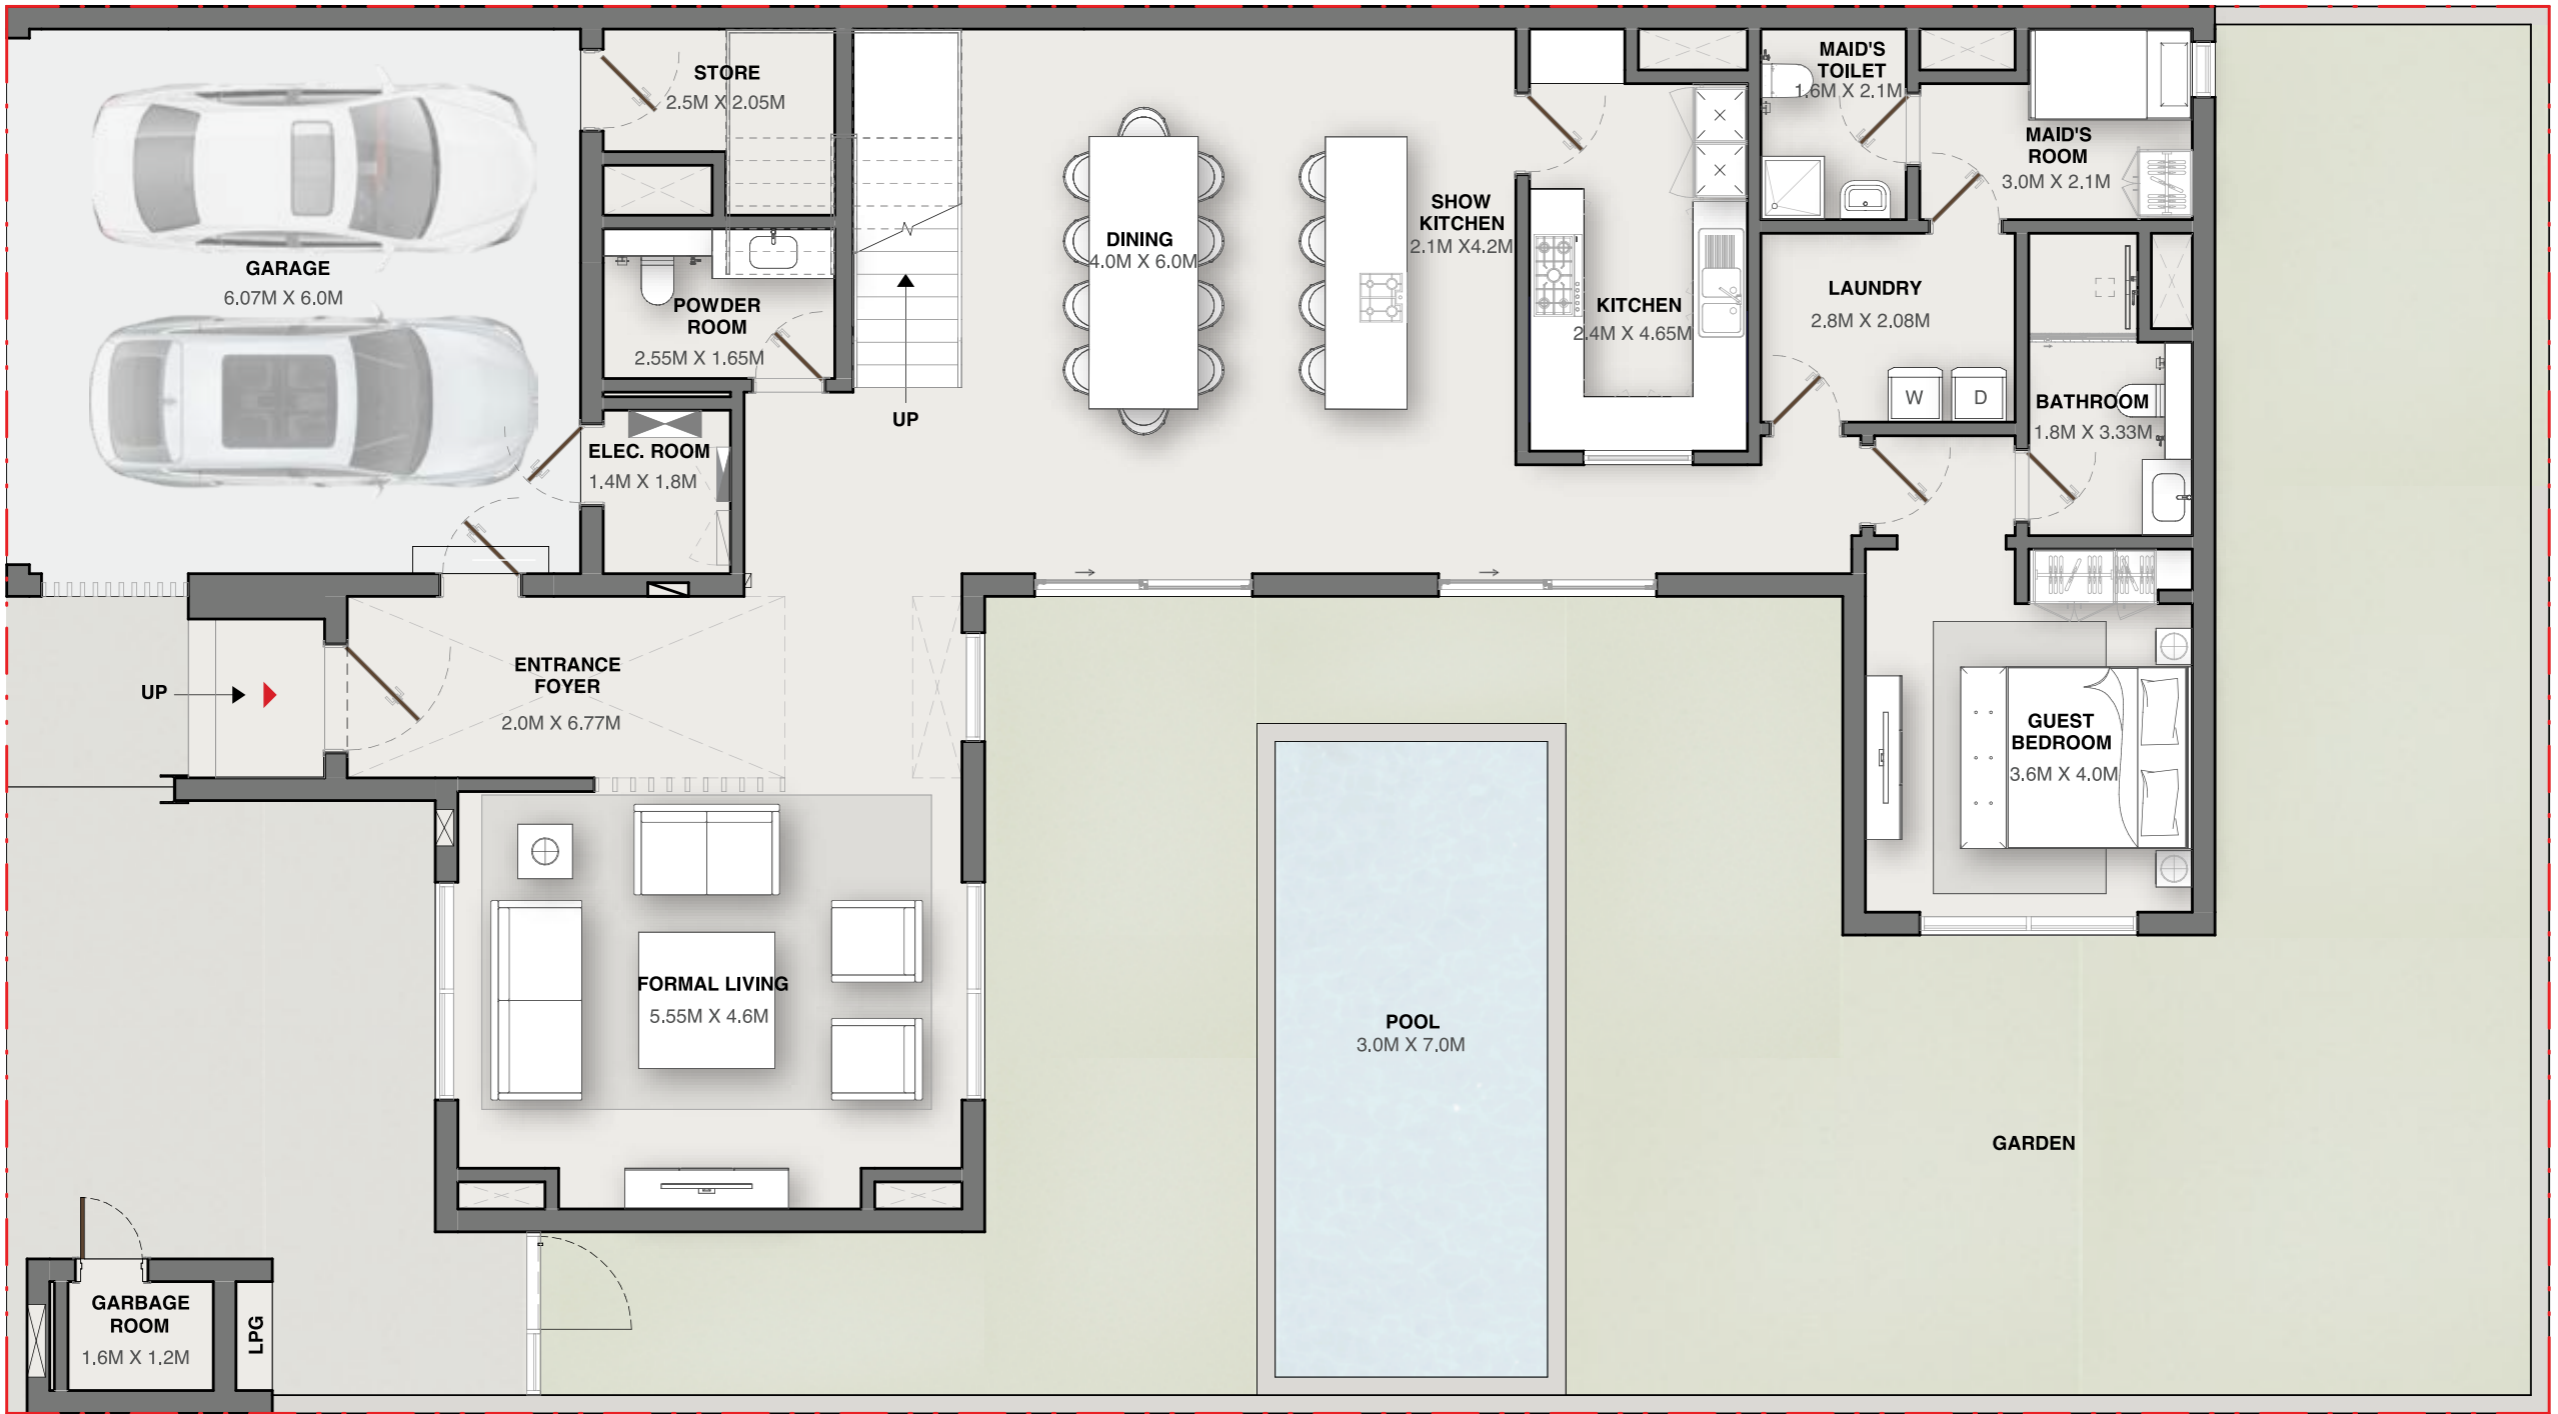 STORE
2.5M X 2.05M
GARAGE
6.07M X 6.0M
POWDER
ROOM
2.55M X 1.65M
ELEC. ROOM
1.4M X 1.8M
UP
DINING
4.0M X 6.0M
SHOW
KITCHEN
2.1M X4.2M
KITCHEN
2.4M X 4.65M
MAID'S
TOILET
1.6M X 2.1M
MAID'S
ROOM
3.0M X 2.1M
LAUNDRY
2.8M X 2.08M
W
D
BATHROOM
1.8M X 3.33M
UP
ENTRANCE
FOYER
2.0M X 6.77M
GUEST
BEDROOM
3.6M X 4.0M
FORMAL LIVING
5.55M X 4.6M
POOL
3.0M X 7.0M
GARDEN
GARBAGE
ROOM
1.6M X 1.2M
LPG